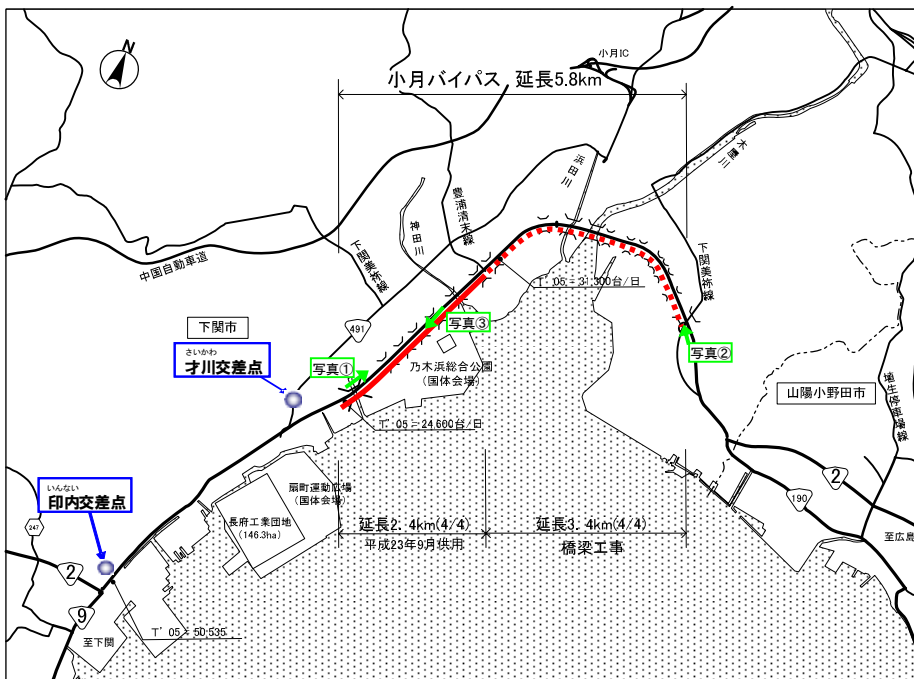 N
小月IC
小月バイパス 延長5.8km
木屋川
浜田川
豊浦清末線
神田川
下関美祢線
中国自動車道
下関美祢線
T' 05=31,300台/日
491
下関市
写真③
写真①
写真②
さいかわ
才川交差点
乃木浜総合公園
(国体会場)
山陽小野田市
埴生停車場線
T' 05=24,600台/日
2
190
いんない
印内交差点
扇町運動広場
(国体会場)
長府工業団地
(146.3ha)
延長2.4km(4/4)
平成23年9月供用
延長3.4km(4/4)
橋梁工事
247
至広島
2
9
T' 05=50,535
至下関